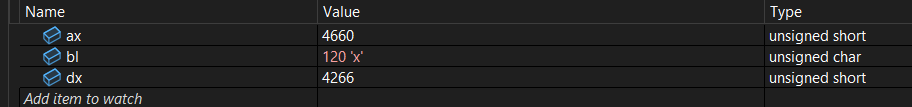 Name Value Type
ax 4660 unsigned short
bl 120 'x' unsigned char
dx 4266 unsigned short
Add item to watch